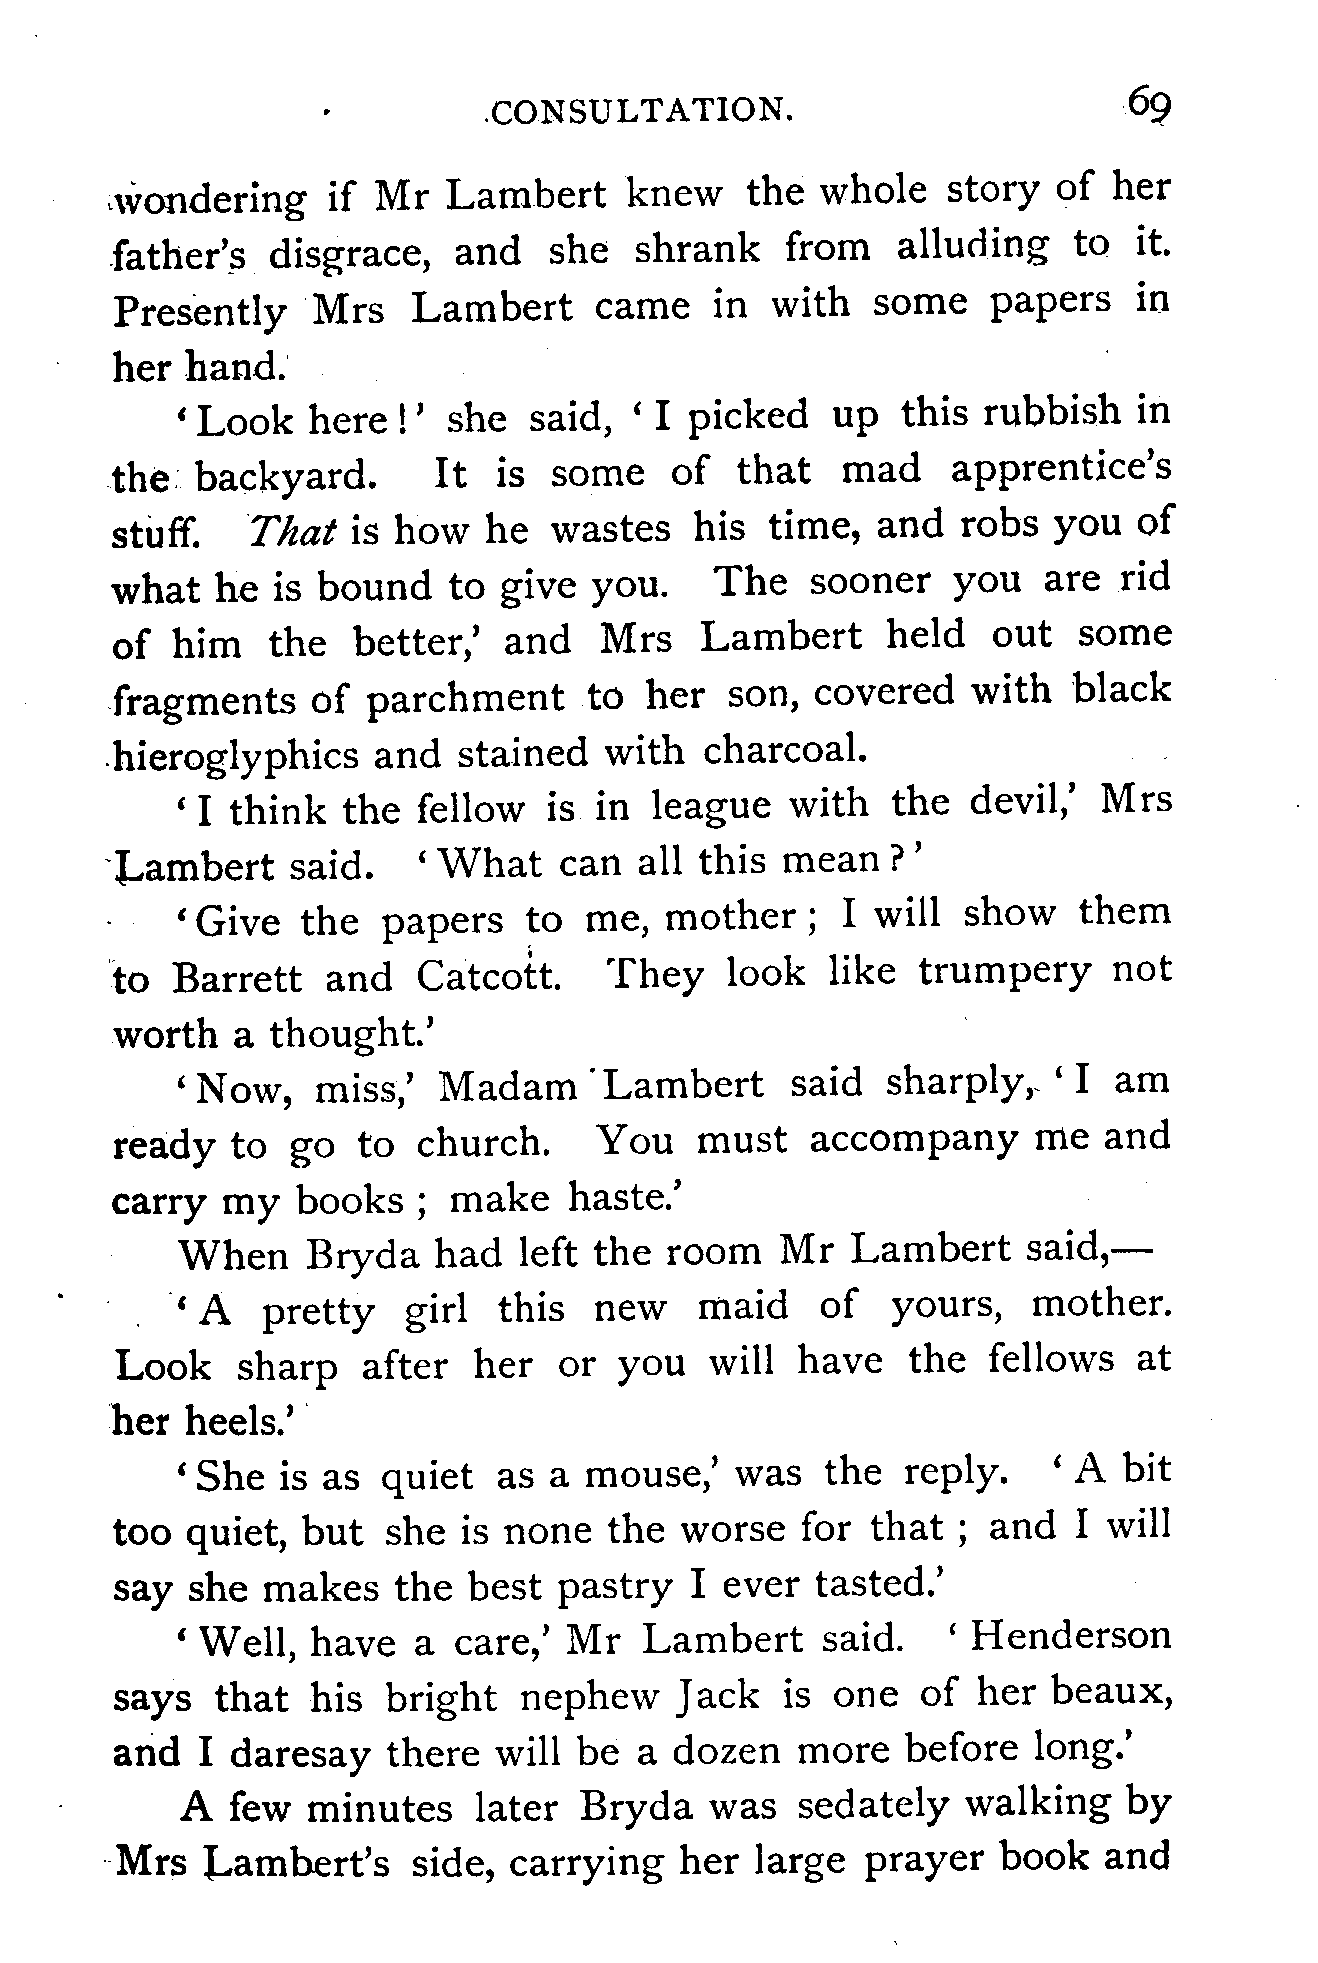 CONSULTATION. 69
wondering if Mr Lambert knew the whole story of her
father's disgrace, and she shrank from alluding to it.
Presently Mrs Lambert came in with some papers in
her hand.
‘Look here!’ she said, ‘I picked up this rubbish in
the backyard. It is some of that mad apprentice's
stuff. That is how he wastes his time, and robs you of
what he is bound to give you. The sooner you are rid
of him the better,’ and Mrs Lambert held out some
fragments of parchment to her son, covered with black
hieroglyphics and stained with charcoal.
‘I think the fellow is in league with the devil,’ Mrs
Lambert said. ‘What can all this mean?’
‘Give the papers to me, mother; I will show them
to Barrett and Catcott. They look like trumpery not
worth a thought.’
‘Now, miss,’ Madam Lambert said sharply, ‘I am
ready to go to church. You must accompany me and
carry my books; make haste.’
When Bryda had left the room Mr Lambert said,—
‘A pretty girl this new maid of yours, mother.
Look sharp after her or you will have the fellows at
her heels.’
‘She is as quiet as a mouse,’ was the reply. ‘A bit
too quiet, but she is none the worse for that; and I will
say she makes the best pastry I ever tasted.’
‘Well, have a care,’ Mr Lambert said. ‘Henderson
says that his bright nephew Jack is one of her beaux,
and I daresay there will be a dozen more before long.’
A few minutes later Bryda was sedately walking by
Mrs Lambert's side, carrying her large prayer book and